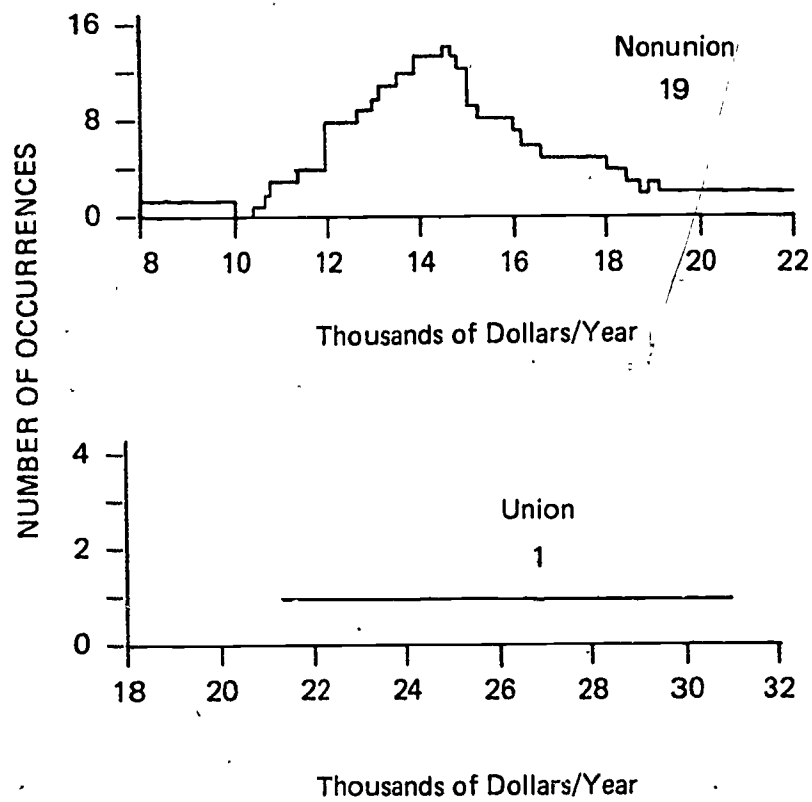 NUMBER OF OCCURRENCES
16
8
0
Nonunion
19
8 10 12 14 16 18 20 22
Thousands of Dollars/Year
4
2
0
Union
1
18 20 22 24 26 28 30 32
Thousands of Dollars/Year